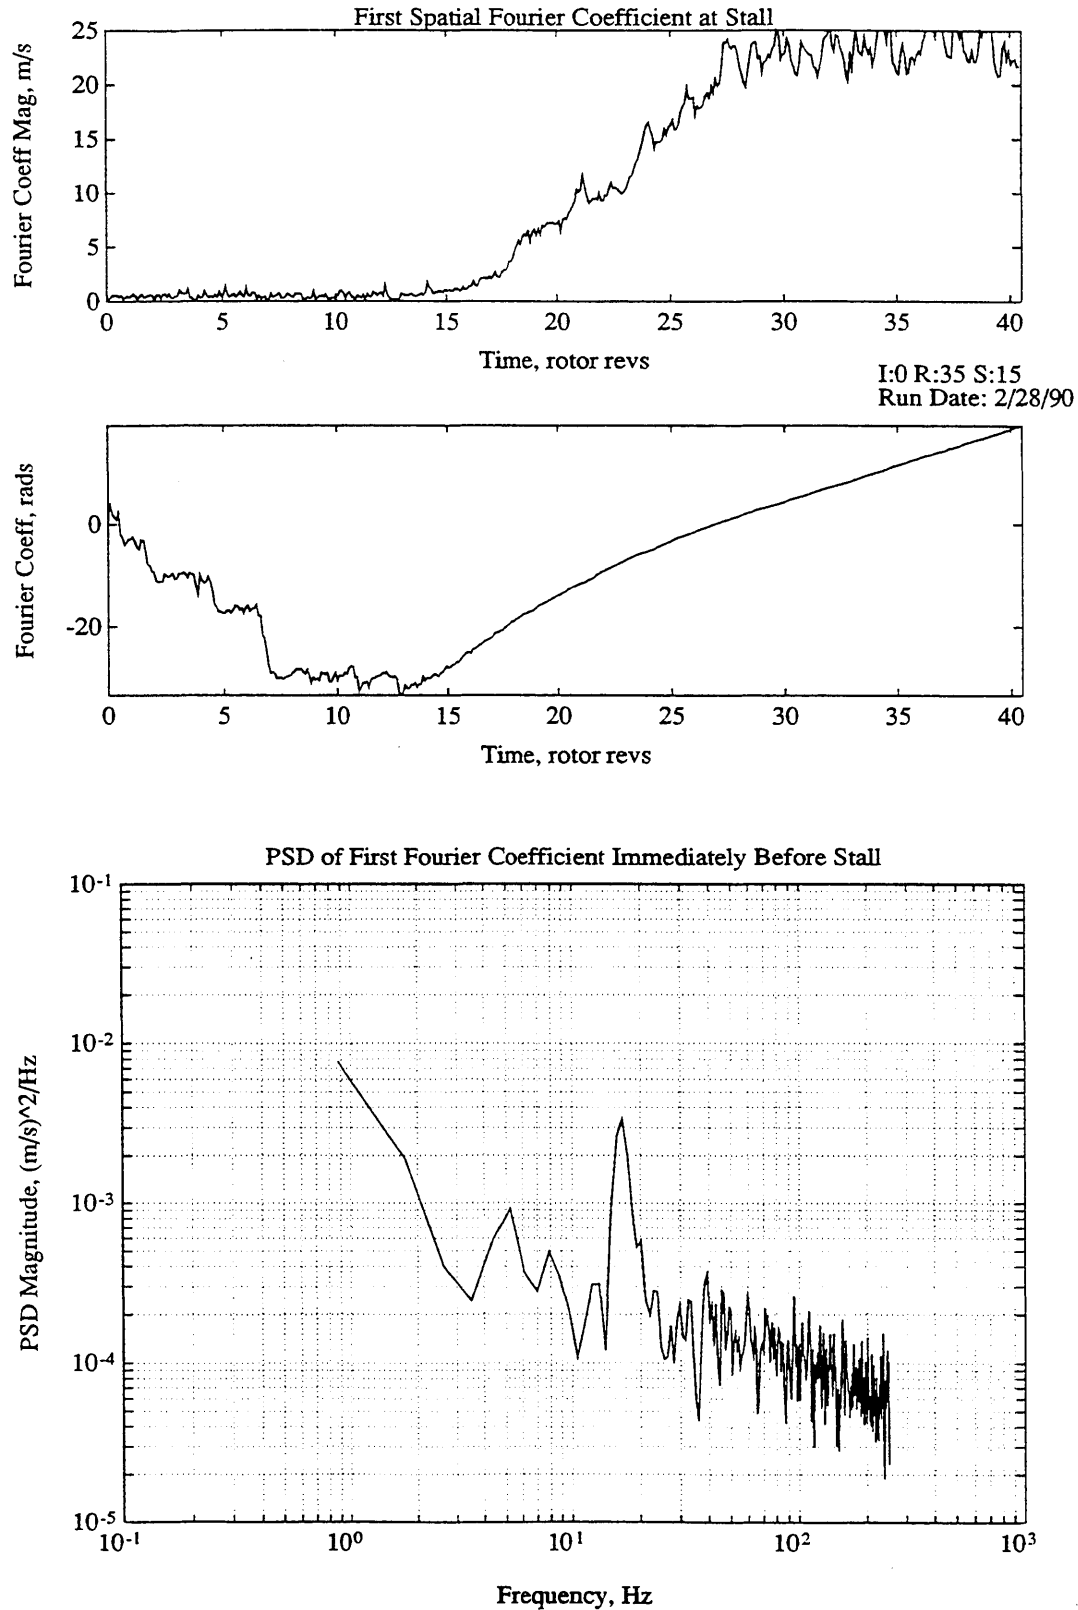 First Spatial Fourier Coefficient at Stall
Fourier Coeff Mag, m/s
25
20
15
10
5
0
0 5 10 15 20 25 30 35 40
Time, rotor revs
I:0 R:35 S:15
Run Date: 2/28/90
Fourier Coeff, rads
0
-20
0 5 10 15 20 25 30 35 40
Time, rotor revs
PSD of First Fourier Coefficient Immediately Before Stall
PSD Magnitude, (m/s)^2/Hz
10-1
10-2
10-3
10-4
10-5
10-1 100 101 102 103
Frequency, Hz